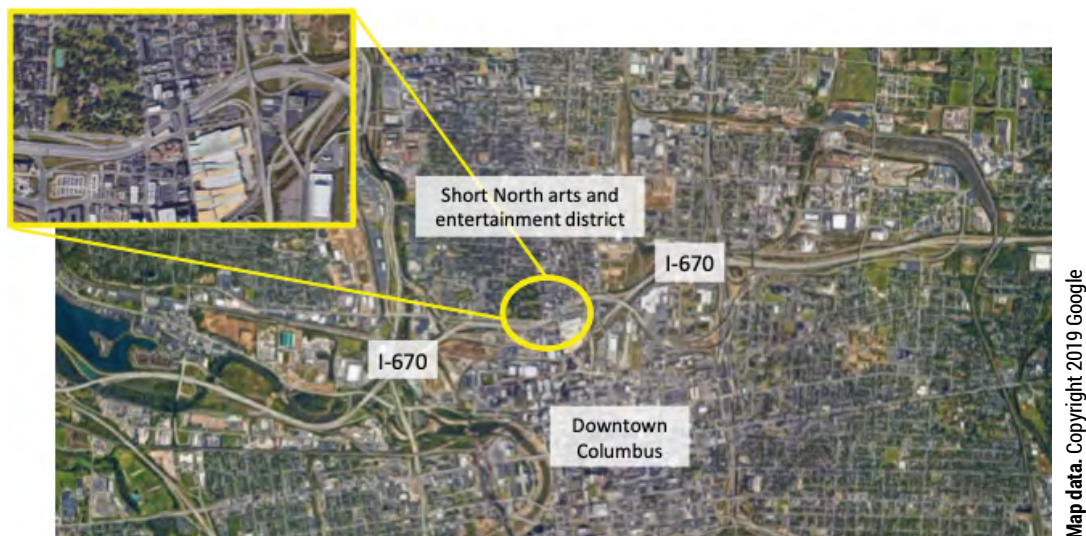 Short North arts and
entertainment district
I-670
I-670
Downtown
Columbus
Map data. Copyright 2019 Google